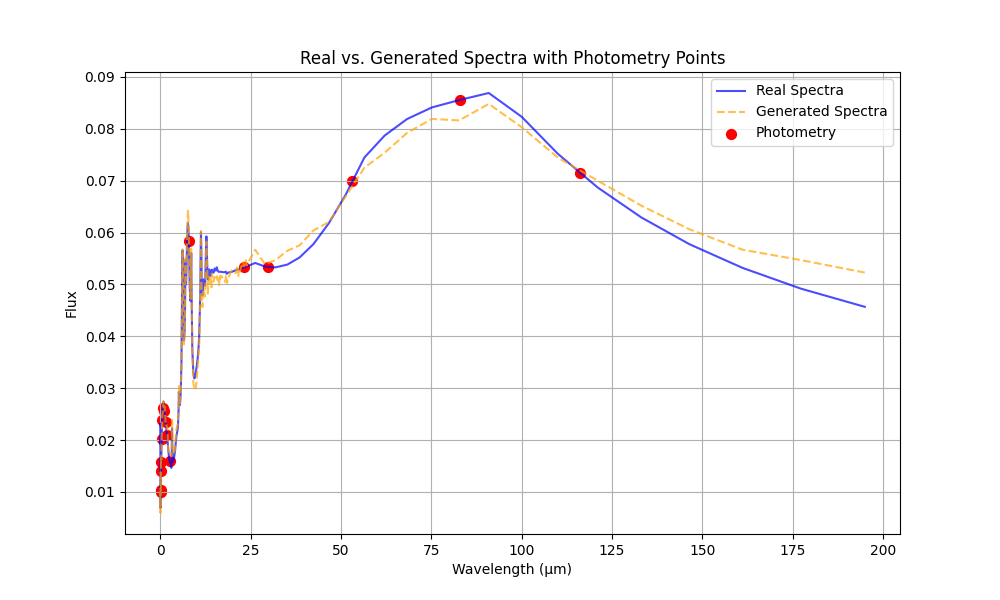 Real vs. Generated Spectra with Photometry Points
Real Spectra
Generated Spectra
Photometry
Flux
0.09
0.08
0.07
0.06
0.05
0.04
0.03
0.02
0.01
0 25 50 75 100 125 150 175 200
Wavelength (μm)